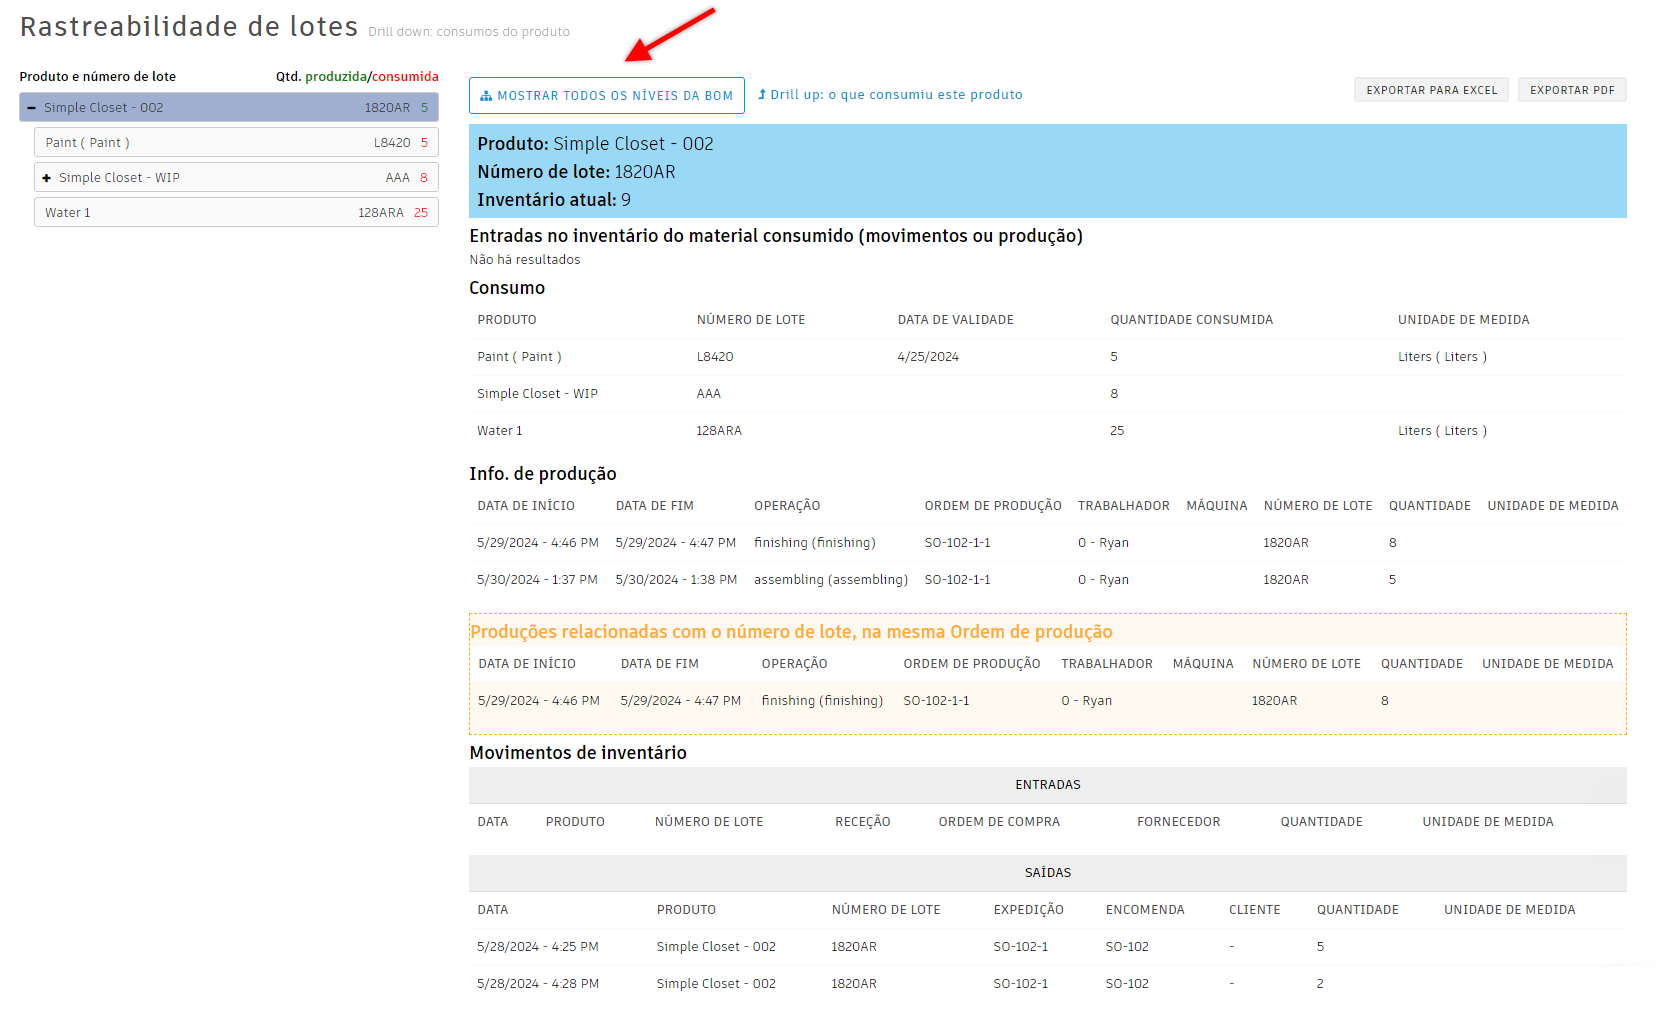 Rastreabilidade de lotes Drill down: consumos do produto
Produto e número de lote Qtd. produzida/consumida
Simple Closet - 002 1820AR 5
Paint ( Paint ) L8420 5
Simple Closet - WIP AAA 8
Water 1 128ARA 25
MOSTRAR TODOS OS NÍVEIS DA BOM Drill up: o que consumiu este produto EXPORTAR PARA EXCEL EXPORTAR PDF
Produto: Simple Closet - 002
Número de lote: 1820AR
Inventário atual: 9
Entradas no inventário do material consumido (movimentos ou produção)
Não há resultados
Consumo
PRODUTO NÚMERO DE LOTE DATA DE VALIDADE QUANTIDADE CONSUMIDA UNIDADE DE MEDIDA
Paint ( Paint ) L8420 4/25/2024 5 Liters ( Liters )
Simple Closet - WIP AAA 8
Water 1 128ARA 25 Liters ( Liters )
Info. de produção
DATA DE INÍCIO DATA DE FIM OPERAÇÃO ORDEM DE PRODUÇÃO TRABALHADOR MÁQUINA NÚMERO DE LOTE QUANTIDADE UNIDADE DE MEDIDA
5/29/2024 - 4:46 PM 5/29/2024 - 4:47 PM finishing (finishing) SO-102-1-1 0 - Ryan 1820AR 8
5/30/2024 - 1:37 PM 5/30/2024 - 1:38 PM assembling (assembling) SO-102-1-1 0 - Ryan 1820AR 5
Produções relacionadas com o número de lote, na mesma Ordem de produção
DATA DE INÍCIO DATA DE FIM OPERAÇÃO ORDEM DE PRODUÇÃO TRABALHADOR MÁQUINA NÚMERO DE LOTE QUANTIDADE UNIDADE DE MEDIDA
5/29/2024 - 4:46 PM 5/29/2024 - 4:47 PM finishing (finishing) SO-102-1-1 0 - Ryan 1820AR 8
Movimentos de inventário
ENTRADAS
DATA PRODUTO NÚMERO DE LOTE RECEÇÃO ORDEM DE COMPRA FORNECEDOR QUANTIDADE UNIDADE DE MEDIDA
SAÍDAS
DATA PRODUTO NÚMERO DE LOTE EXPEDIÇÃO ENCOMENDA CLIENTE QUANTIDADE UNIDADE DE MEDIDA
5/28/2024 - 4:25 PM Simple Closet - 002 1820AR SO-102-1 SO-102 - 5
5/28/2024 - 4:28 PM Simple Closet - 002 1820AR SO-102-1 SO-102 - 2